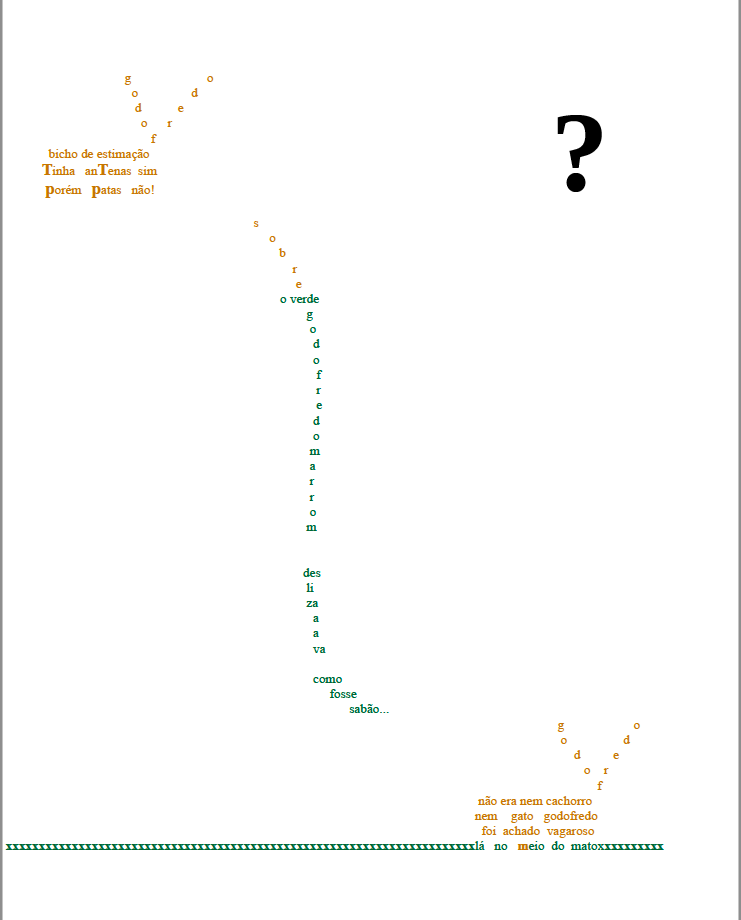 g o
o d
d e
o r
f
bicho de estimação
Tinha anTenas sim
porém patas não!
?
s
o
b
r
e
o verde
g
o
d
o
f
r
e
d
o
m
a
r
r
o
m
des
li
za
a
a
va
como
fosse
sabão...
g o
o d
d e
o r
f
não era nem cachorro
nem gato godofredo
foi achado vagaroso
xxxxxxxxxxxxxxxxxxxxxxxxxxxxxxxxxxxxxxxxxxxxxxxxxxxxxxxxxxxxxxxxxxxxxxxlá no meio do matoxxxxxxxxx